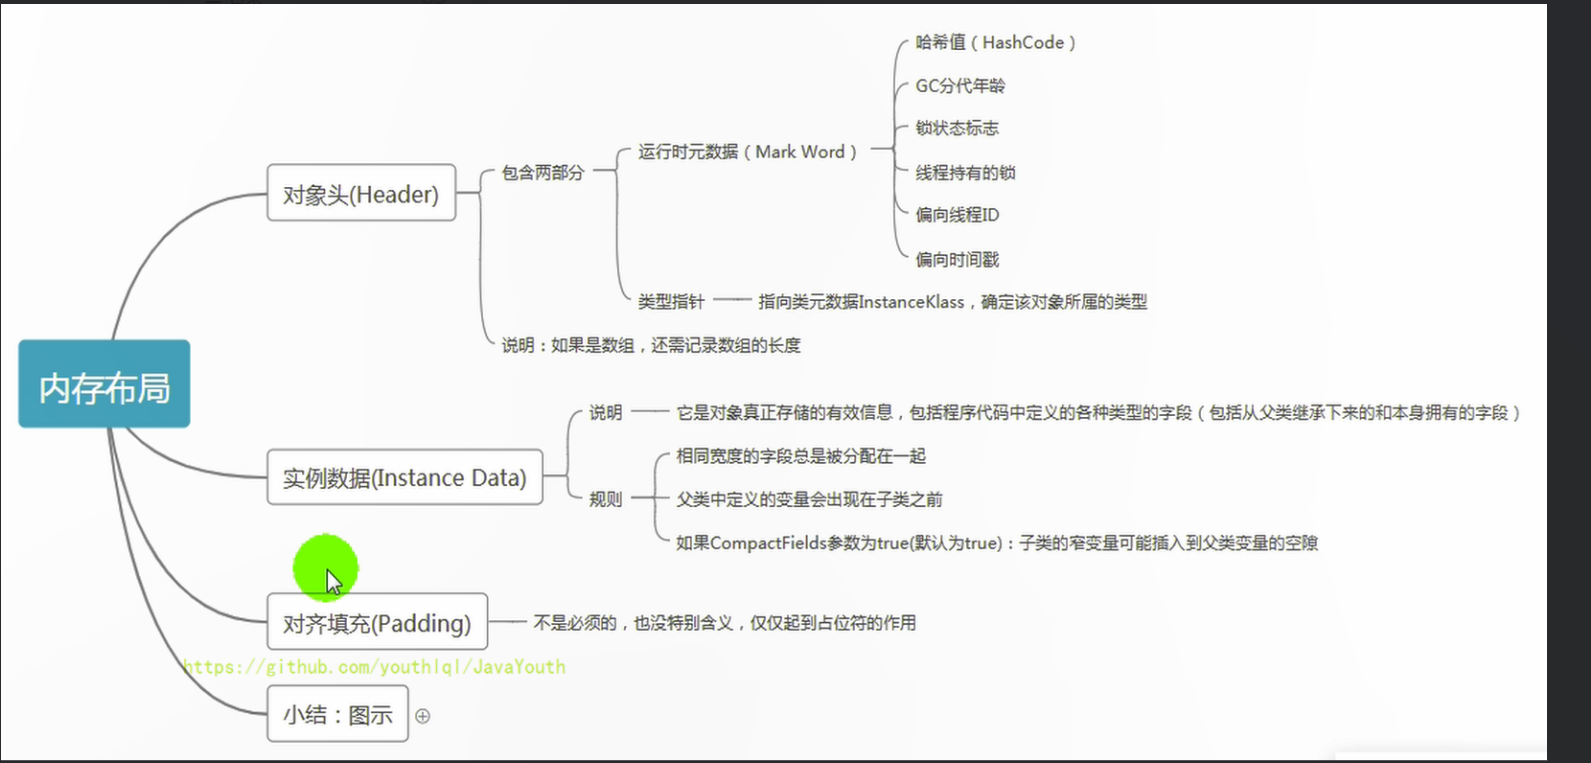 内存布局
对象头(Header)
包含两部分
运行时元数据（Mark Word）
哈希值（HashCode）
GC分代年龄
锁状态标志
线程持有的锁
偏向线程ID
偏向时间戳
类型指针
指向类元数据InstanceKlass，确定该对象所属的类型
说明：如果是数组，还需记录数组的长度
实例数据(Instance Data)
说明
它是对象真正存储的有效信息，包括程序代码中定义的各种类型的字段（包括从父类继承下来的和本身拥有的字段）
规则
相同宽度的字段总是被分配在一起
父类中定义的变量会出现在子类之前
如果CompactFields参数为true(默认为true)：子类的窄变量可能插入到父类变量的空隙
对齐填充(Padding)
不是必须的，也没特别含义，仅仅起到占位符的作用
https://github.com/youthlql/JavaYouth
小结：图示